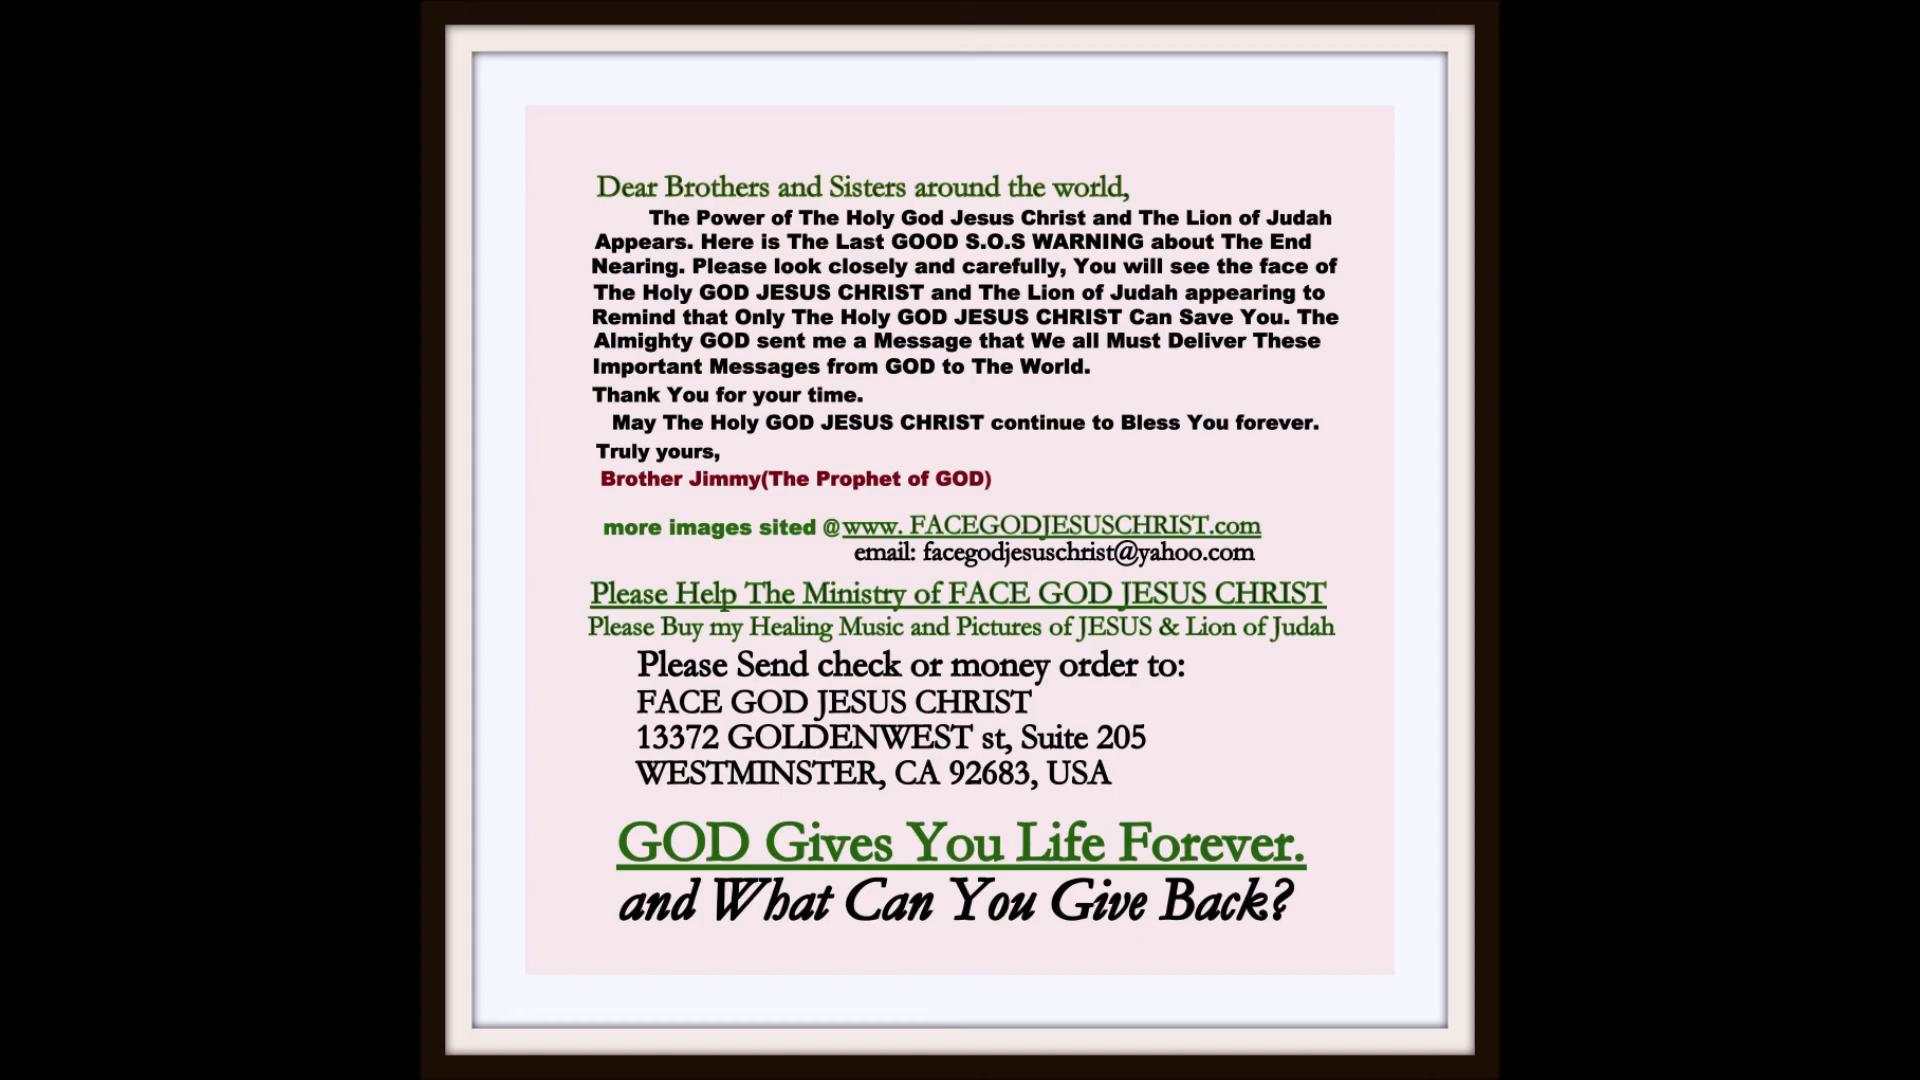 Dear Brothers and Sisters around the world,
The Power of The Holy God Jesus Christ and The Lion of Judah
Appears. Here is The Last GOOD S.O.S WARNING about The End
Nearing. Please look closely and carefully, You will see the face of
The Holy GOD JESUS CHRIST and The Lion of Judah appearing to
Remind that Only The Holy GOD JESUS CHRIST Can Save You. The
Almighty GOD sent me a Message that We all Must Deliver These
Important Messages from GOD to The World.
Thank You for your time.
May The Holy GOD JESUS CHRIST continue to Bless You forever.
Truly yours,
Brother Jimmy(The Prophet of GOD)
more images sited @www. FACEGODJESUSCHRIST.com
email: facegodjesuschrist@yahoo.com
Please Help The Ministry of FACE GOD JESUS CHRIST
Please Buy my Healing Music and Pictures of JESUS & Lion of Judah
Please Send check or money order to:
FACE GOD JESUS CHRIST
13372 GOLDENWEST st, Suite 205
WESTMINSTER, CA 92683, USA
GOD Gives You Life Forever.
and What Can You Give Back?